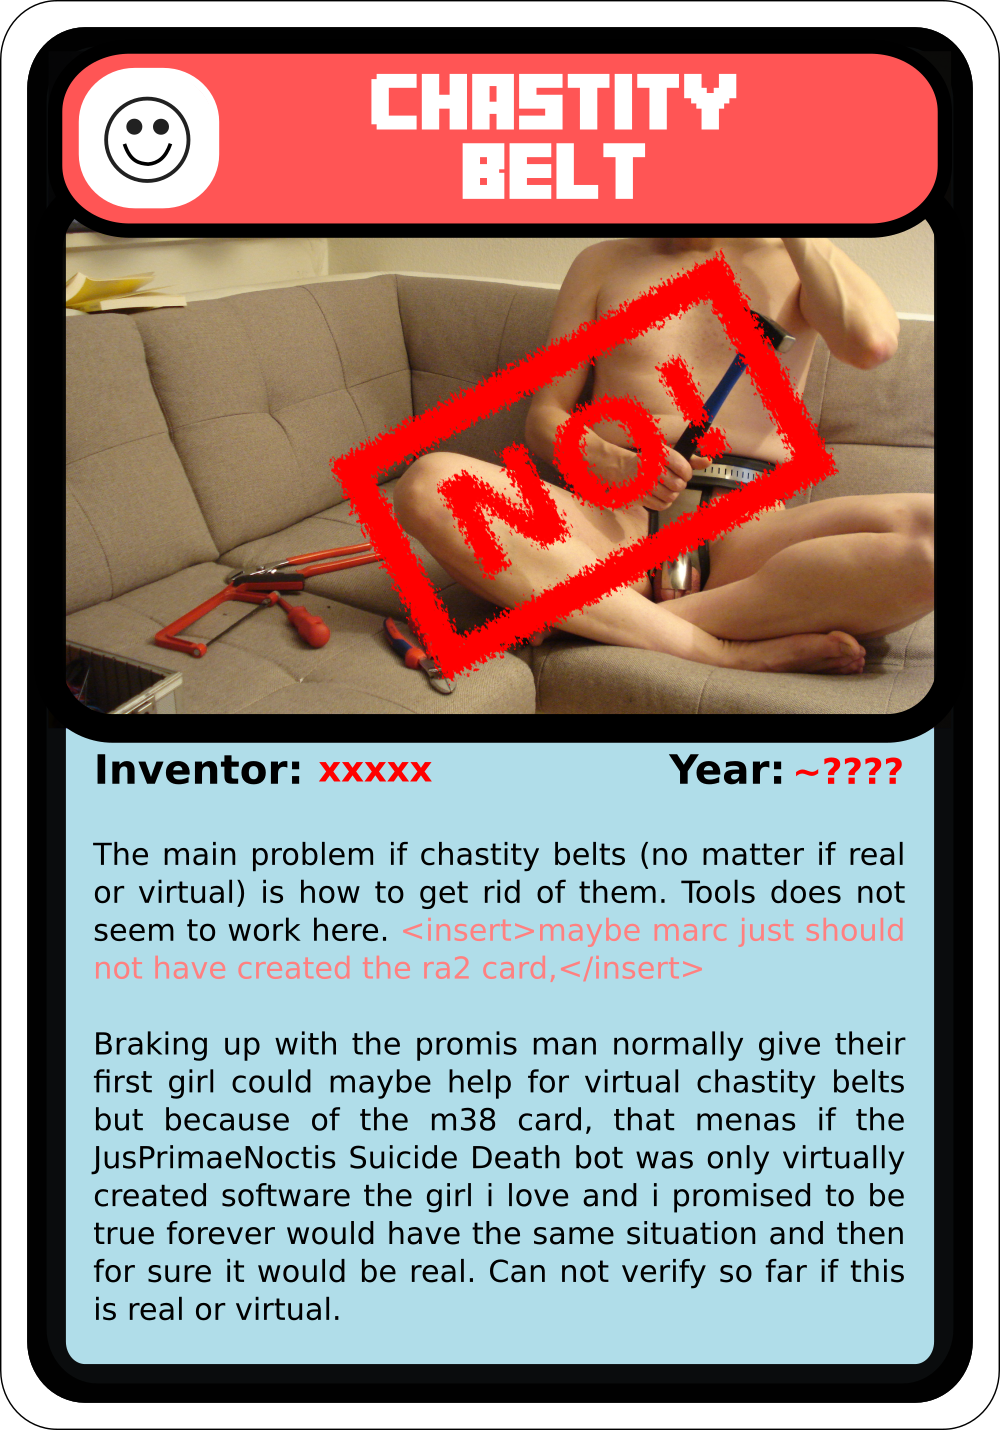 CHASTITY
BELT
NO!
Inventor: xxxxx Year: ~????
The main problem if chastity belts (no matter if real
or virtual) is how to get rid of them. Tools does not
seem to work here. <insert>maybe marc just should
not have created the ra2 card,</insert>
Braking up with the promis man normally give their
first girl could maybe help for virtual chastity belts
but because of the m38 card, that menas if the
JusPrimaeNoctis Suicide Death bot was only virtually
created software the girl i love and i promised to be
true forever would have the same situation and then
for sure it would be real. Can not verify so far if this
is real or virtual.